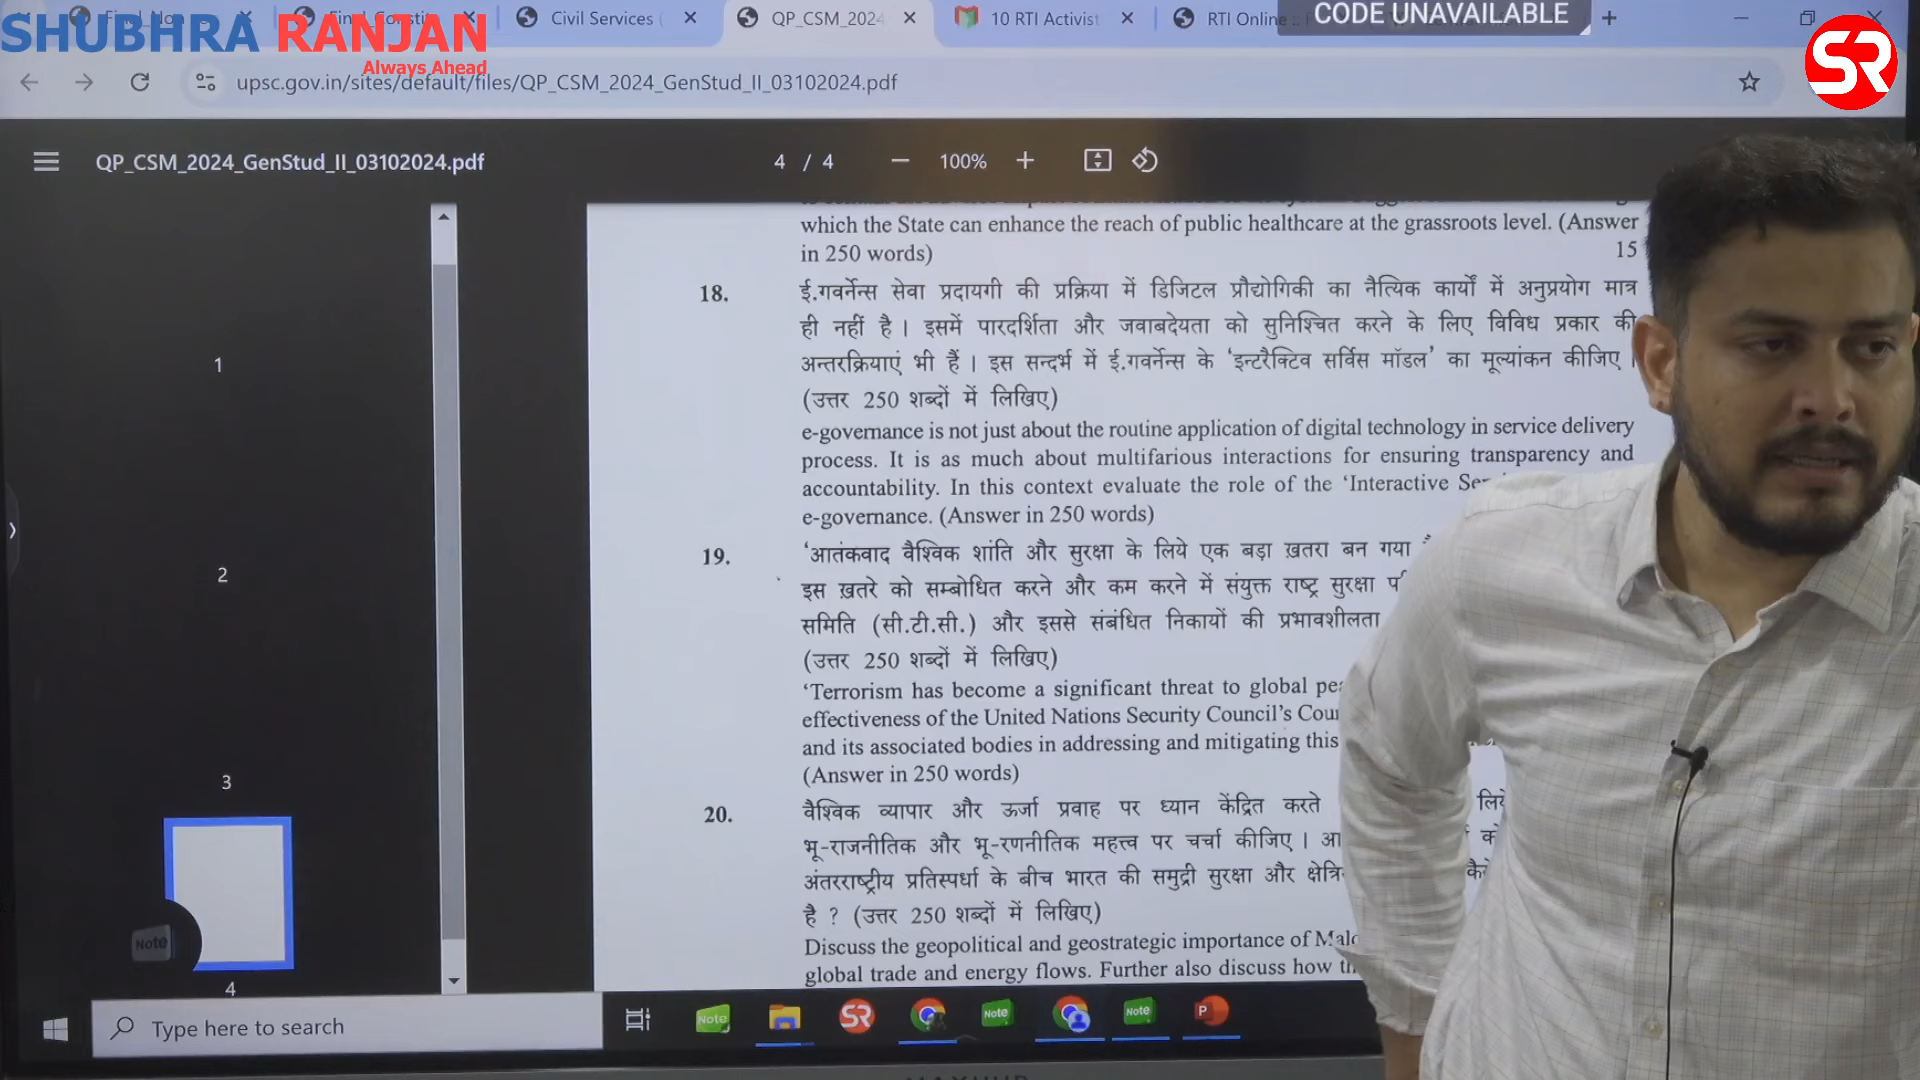 SHUBHRA RANJAN
Always Ahead
SR
CODE UNAVAILABLE
Civil Services (
QP_CSM_2024
10 RTI Activist
RTI Online
upsc.gov.in/sites/default/files/QP_CSM_2024_GenStud_II_03102024.pdf
QP_CSM_2024_GenStud_II_03102024.pdf
4 / 4
100%
1
2
3
4
Note
which the State can enhance the reach of public healthcare at the grassroots level. (Answer
in 250 words) 15
18. ई.गवर्नेन्स सेवा प्रदायगी की प्रक्रिया में डिजिटल प्रौद्योगिकी का नैत्यिक कार्यों में अनुप्रयोग मात्र
ही नहीं है । इसमें पारदर्शिता और जवाबदेयता को सुनिश्चित करने के लिए विविध प्रकार की
अन्तरक्रियाएं भी हैं । इस सन्दर्भ में ई.गवर्नेन्स के ‘इन्टरैक्टिव सर्विस मॉडल’ का मूल्यांकन कीजिए ।
(उत्तर 250 शब्दों में लिखिए)
e-governance is not just about the routine application of digital technology in service delivery
process. It is as much about multifarious interactions for ensuring transparency and
accountability. In this context evaluate the role of the ‘Interactive
e-governance. (Answer in 250 words)
19. ‘आतंकवाद वैश्विक शांति और सुरक्षा के लिये एक बड़ा ख़तरा बन गया
इस ख़तरे को सम्बोधित करने और कम करने में संयुक्त राष्ट्र सुरक्षा
समिति (सी.टी.सी.) और इससे संबंधित निकायों की प्रभावशीलता
(उत्तर 250 शब्दों में लिखिए)
‘Terrorism has become a significant threat to global
effectiveness of the United Nations Security Council’s
and its associated bodies in addressing and mitigating this
(Answer in 250 words)
20. वैश्विक व्यापार और ऊर्जा प्रवाह पर ध्यान केंद्रित करते
भू-राजनीतिक और भू-रणनीतिक महत्त्व पर चर्चा कीजिए ।
अंतरराष्ट्रीय प्रतिस्पर्धा के बीच भारत की समुद्री सुरक्षा और
है ? (उत्तर 250 शब्दों में लिखिए)
Discuss the geopolitical and geostrategic importance of
global trade and energy flows. Further also discuss how
Type here to search
Note
SR
Note
Note
P